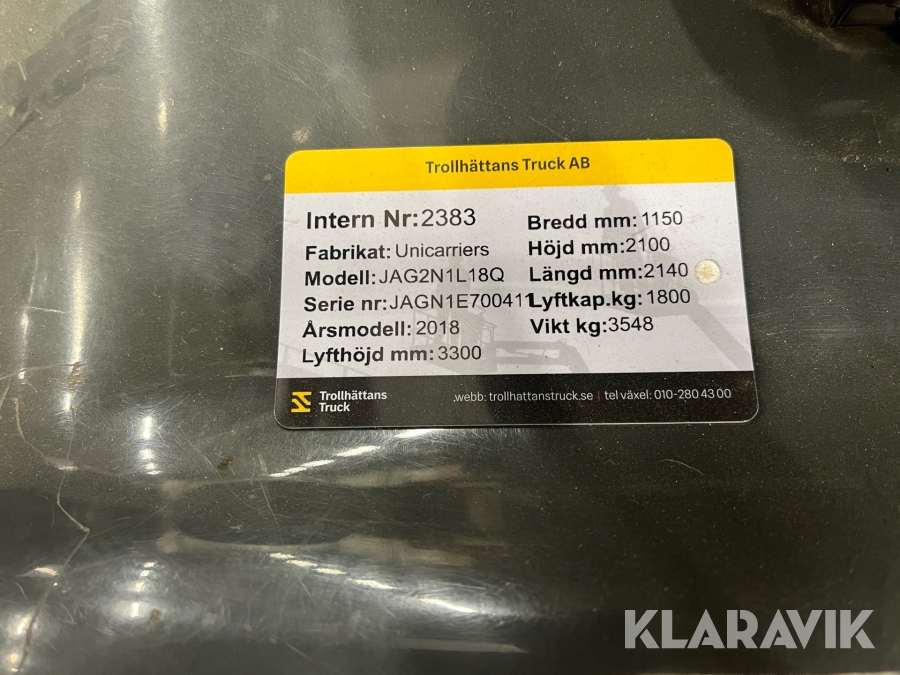 Trollhättans Truck AB
Intern Nr:2383
Fabrikat: Unicarriers
Modell: JAG2N1L18Q
Serie nr:JAGN1E700411
Årsmodell: 2018
Lyfthöjd mm: 3300
Bredd mm: 1150
Höjd mm:2100
Längd mm:2140
Lyftkap.kg: 1800
Vikt kg:3548
Trollhättans
Truck
.webb: trollhattanstruck.se | tel växel: 010-280 43 00
KLARAVIK